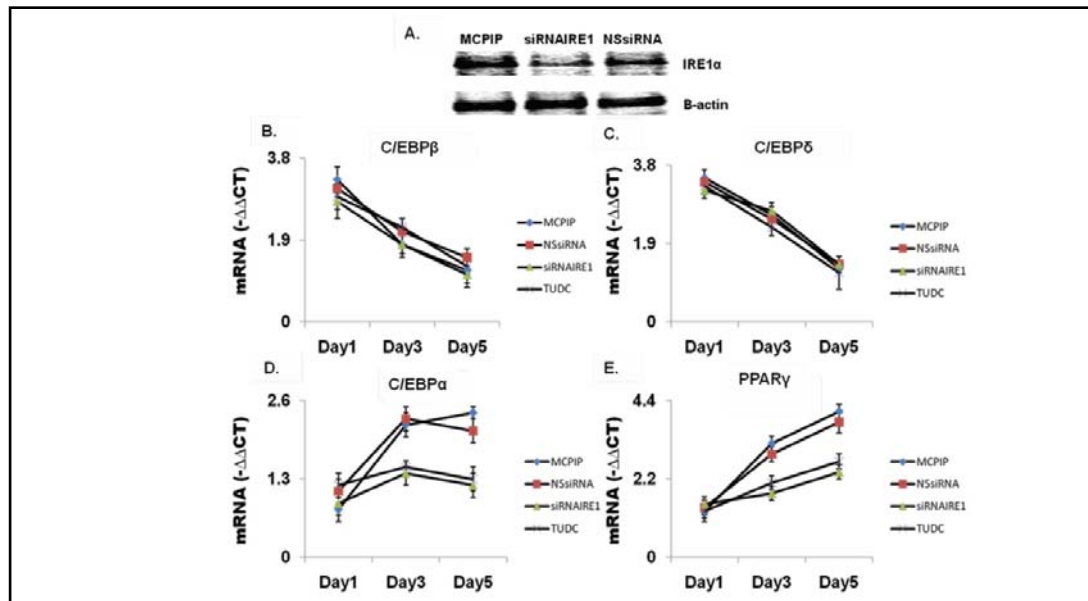 A.
MCPIP siRNAIRE1 NSsiRNA
IRE1α
B-actin
B.
C/EBPβ
mRNA (-ΔΔCT)
3.8
1.9
0
Day1 Day3 Day5
MCPIP
NSsiRNA
siRNAIRE1
TUDC
C.
C/EBPδ
mRNA (-ΔΔCT)
3.8
1.9
0
Day1 Day3 Day5
MCPIP
NSsiRNA
siRNAIRE1
TUDC
D.
C/EBPα
mRNA (-ΔΔCT)
2.6
1.3
0
Day1 Day3 Day5
MCPIP
NSsiRNA
siRNAIRE1
TUDC
E.
PPARγ
mRNA (-ΔΔCT)
4.4
2.2
0
Day1 Day3 Day5
MCPIP
NSsiRNA
siRNAIRE1
TUDC